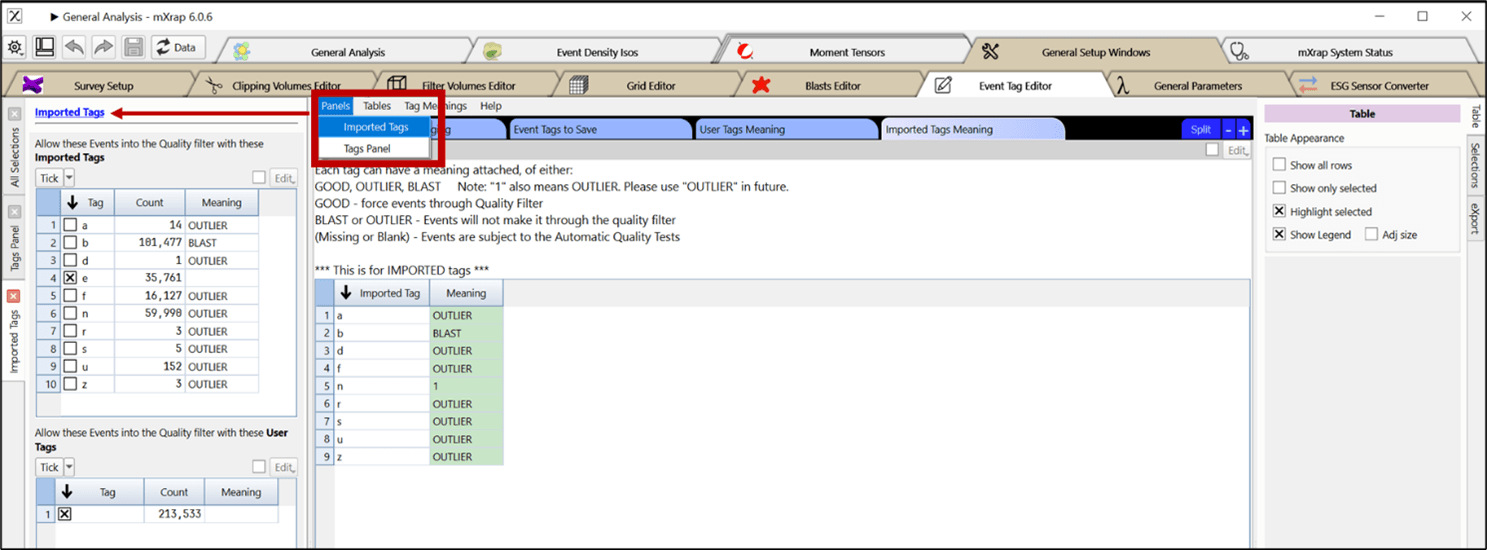 General Analysis - mXrap 6.0.6
Data
General Analysis
Event Density Isos
Moment Tensors
General Setup Windows
mXrap System Status
Survey Setup
Clipping Volumes Editor
Filter Volumes Editor
Grid Editor
Blasts Editor
Event Tag Editor
General Parameters
ESG Sensor Converter
All Selections
Tags Panel
Imported Tags
Imported Tags
Allow these Events into the Quality filter with these
Imported Tags
Tick Edit
Tag Count Meaning
1 a 14 OUTLIER
2 b 101,477 BLAST
3 d 1 OUTLIER
4 e 35,761
5 f 16,127 OUTLIER
6 n 59,990 OUTLIER
7 r 3 OUTLIER
8 s 5 OUTLIER
9 u 152 OUTLIER
10 z 3 OUTLIER
Allow these Events into the Quality filter with these User
Tags
Tick Edit
Tag Count Meaning
1 213,533
Panels Tables Tag Meanings Help
Imported Tags
Tags Panel
Event Tags to Save
User Tags Meaning
Imported Tags Meaning
Split - +
Edit
Each tag can have a meaning attached, of either:
GOOD, OUTLIER, BLAST Note: "1" also means OUTLIER. Please use "OUTLIER" in future.
GOOD - force events through Quality Filter
BLAST or OUTLIER - Events will not make it through the quality filter
(Missing or Blank) - Events are subject to the Automatic Quality Tests
*** This is for IMPORTED tags ***
Imported Tag Meaning
1 a OUTLIER
2 b BLAST
3 d OUTLIER
4 f OUTLIER
5 n 1
6 r OUTLIER
7 s OUTLIER
8 u OUTLIER
9 z OUTLIER
Table
Table Appearance
Show all rows
Show only selected
Highlight selected
Show Legend Adj size
Table
Selections
eXport